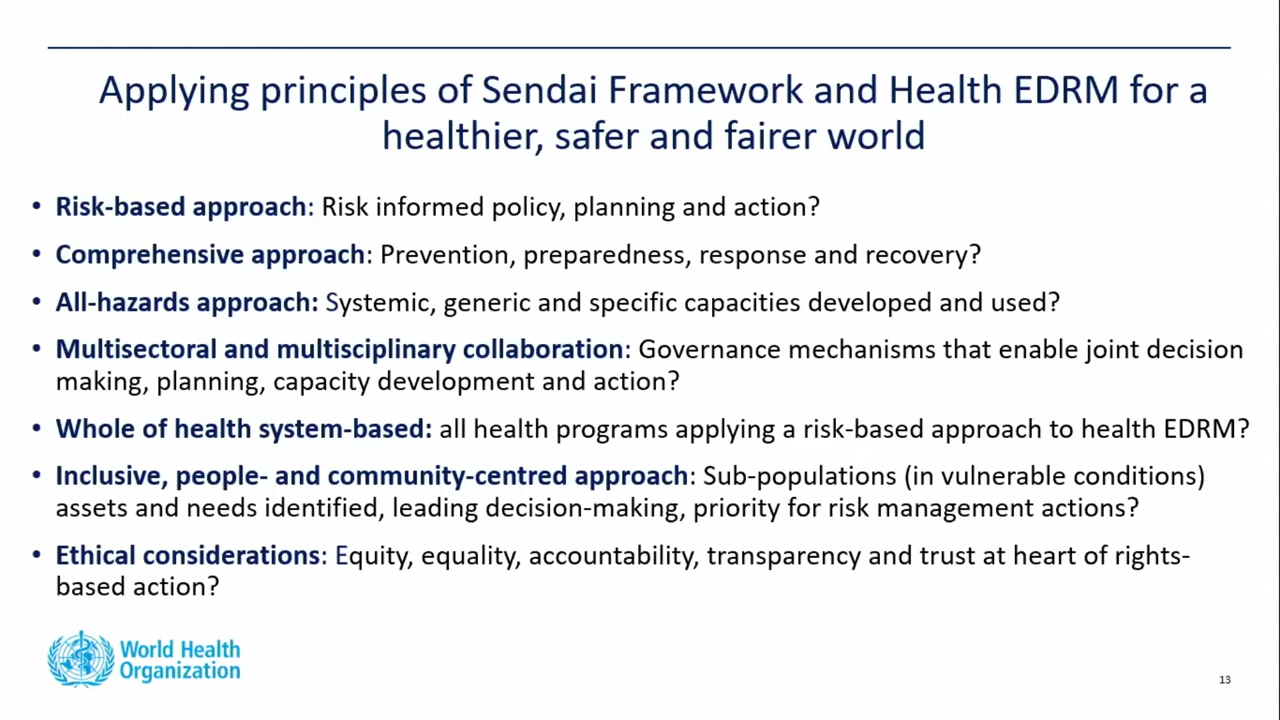 Applying principles of Sendai Framework and Health EDRM for a
healthier, safer and fairer world
• Risk-based approach: Risk informed policy, planning and action?
• Comprehensive approach: Prevention, preparedness, response and recovery?
• All-hazards approach: Systemic, generic and specific capacities developed and used?
• Multisectoral and multisciplinary collaboration: Governance mechanisms that enable joint decision
making, planning, capacity development and action?
• Whole of health system-based: all health programs applying a risk-based approach to health EDRM?
• Inclusive, people- and community-centred approach: Sub-populations (in vulnerable conditions)
assets and needs identified, leading decision-making, priority for risk management actions?
• Ethical considerations: Equity, equality, accountability, transparency and trust at heart of rights-
based action?
World Health
Organization
13